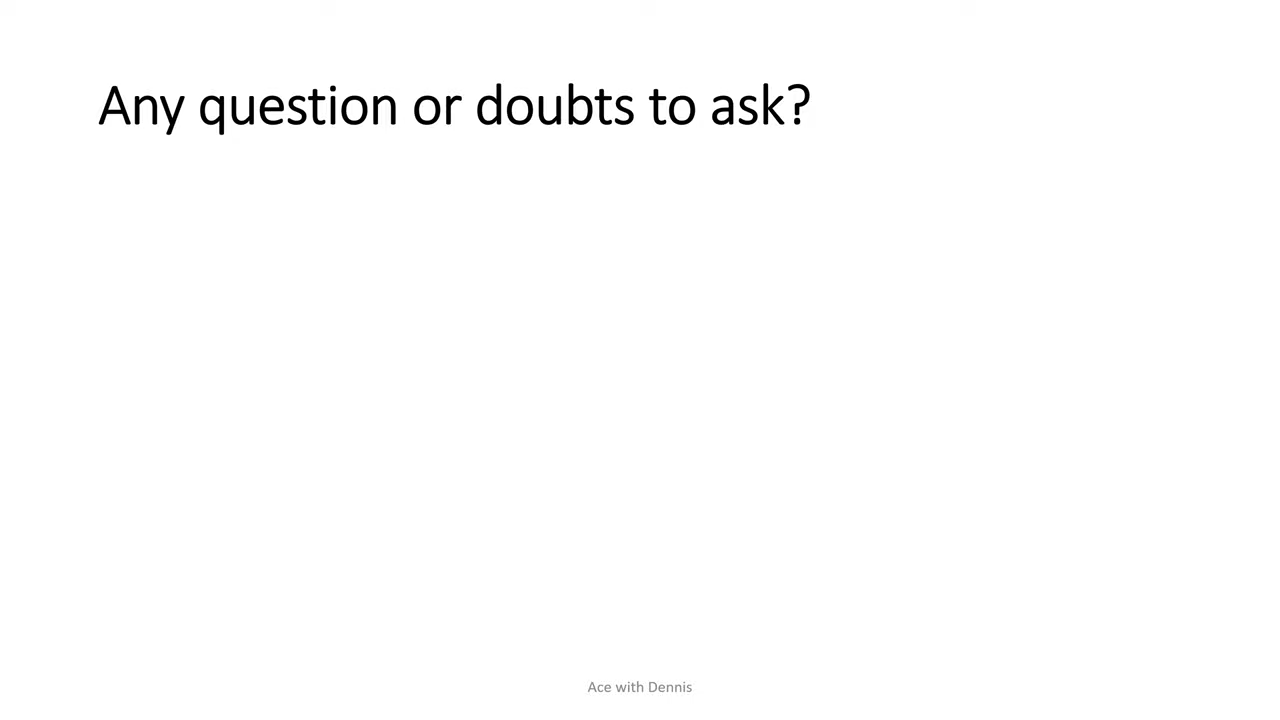 Any question or doubts to ask?
Ace with Dennis